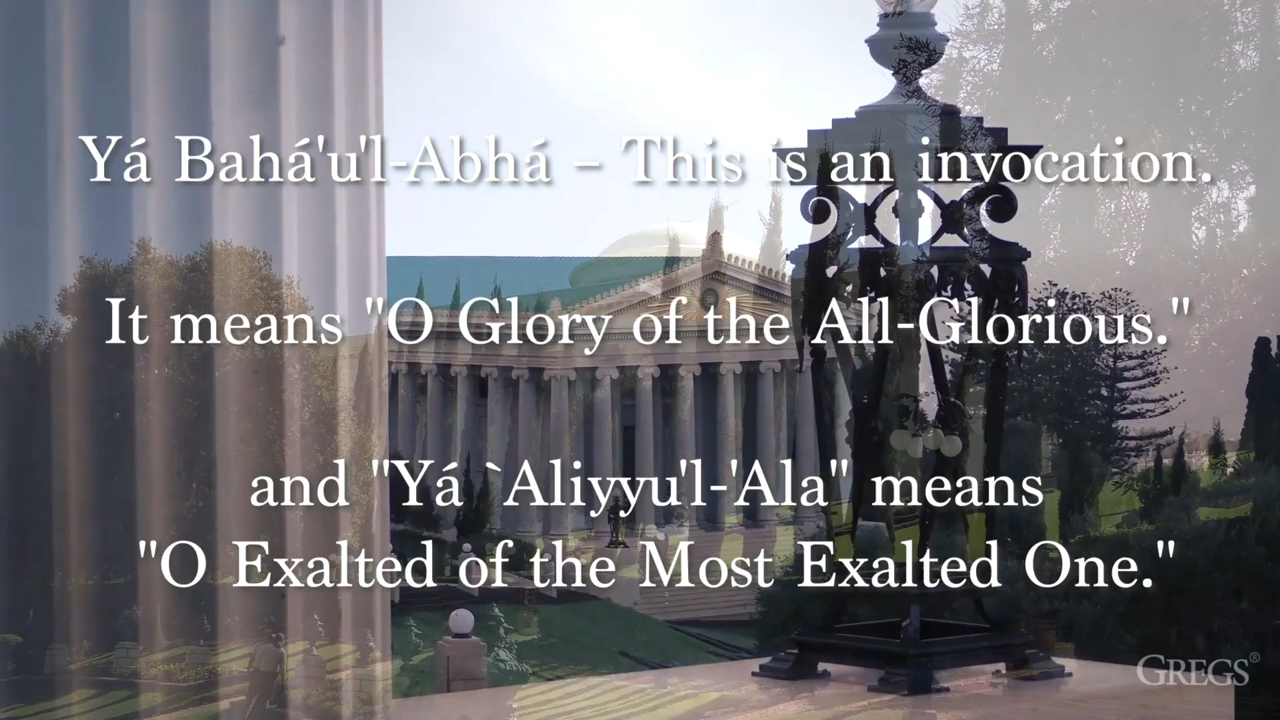 Yá Bahá'u'l-Abhá – This is an invocation.
It means "O Glory of the All-Glorious."
and "Yá `Aliyyu'l-'Ala" means
"O Exalted of the Most Exalted One."
GREGS®